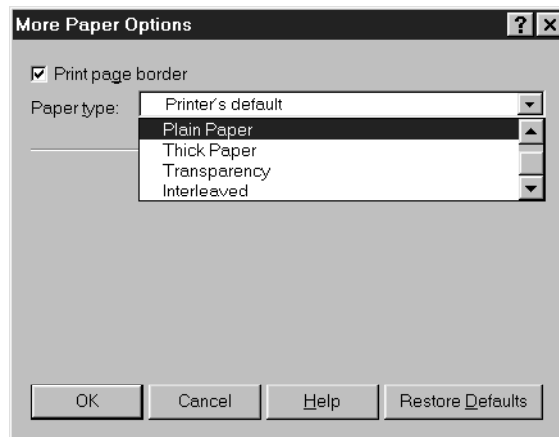 More Paper Options
Print page border
Paper type: Printer's default
Plain Paper
Thick Paper
Transparency
Interleaved
OK Cancel Help Restore Defaults